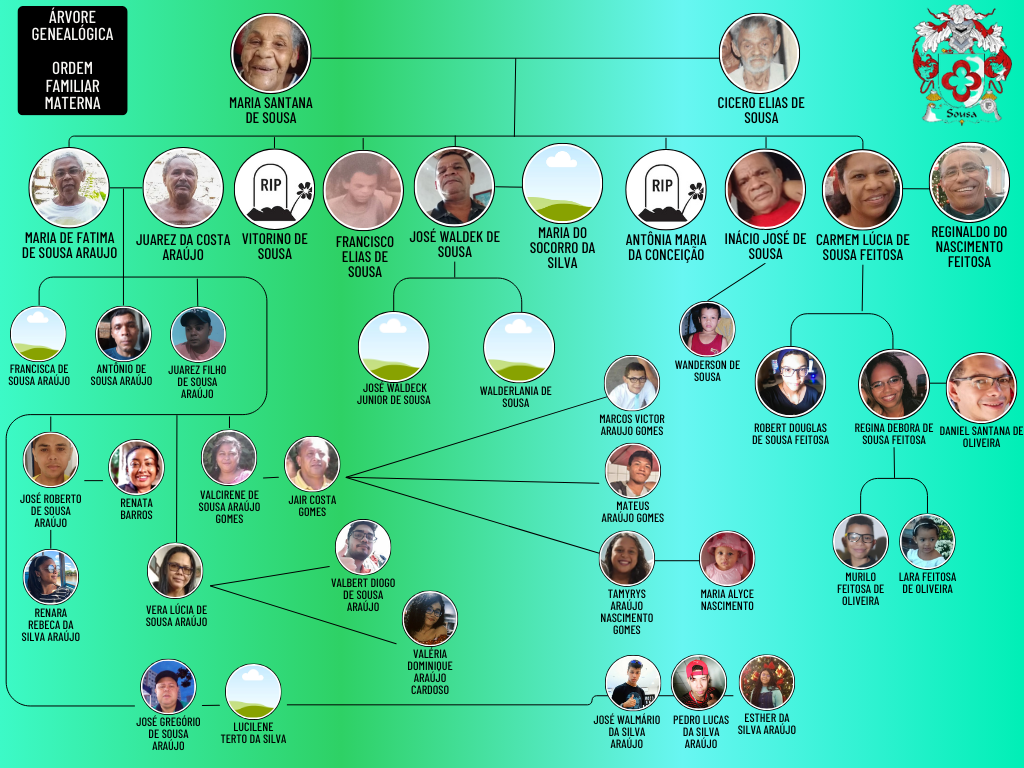 ÁRVORE
GENEALÓGICA
ORDEM
FAMILIAR
MATERNA
MARIA SANTANA
DE SOUSA
CICERO ELIAS DE
SOUSA
Sousa
RIP
RIP
MARIA DE FATIMA
DE SOUSA ARAUJO
JUAREZ DA COSTA
ARAÚJO
VITORINO DE
SOUSA
FRANCISCO
ELIAS DE
SOUSA
JOSÉ WALDEK DE
SOUSA
MARIA DO
SOCORRO DA
SILVA
ANTÔNIA MARIA
DA CONCEIÇÃO
INÁCIO JOSÉ DE
SOUSA
CARMEM LÚCIA DE
SOUSA FEITOSA
REGINALDO DO
NASCIMENTO
FEITOSA
FRANCISCA DE
SOUSA ARAÚJO
ANTÔNIO DE
SOUSA ARAÚJO
JUAREZ FILHO
DE SOUSA
ARAÚJO
JOSÉ WALDECK
JUNIOR DE SOUSA
WALDERLANIA DE
SOUSA
WANDERSON DE
SOUSA
MARCOS VICTOR
ARAUJO GOMES
ROBERT DOUGLAS
DE SOUSA FEITOSA
REGINA DEBORA DE
SOUSA FEITOSA
DANIEL SANTANA DE
OLIVEIRA
JOSÉ ROBERTO
DE SOUSA
ARAÚJO
RENATA
BARROS
VALCIRENE DE
SOUSA ARAÚJO
GOMES
JAIR COSTA
GOMES
MATEUS
ARAÚJO GOMES
RENARA
REBECA DA
SILVA ARAÚJO
VERA LÚCIA DE
SOUSA ARAÚJO
VALBERT DIOGO
DE SOUSA
ARAÚJO
TAMYRYS
ARAÚJO
NASCIMENTO
GOMES
MARIA ALYCE
NASCIMENTO
MURILO
FEITOSA DE
OLIVEIRA
LARA FEITOSA
DE OLIVEIRA
VALÉRIA
DOMINIQUE
ARAÚJO
CARDOSO
JOSÉ GREGÓRIO
DE SOUSA
ARAÚJO
LUCILENE
TERTO DA SILVA
JOSÉ WALMÁRIO
DA SILVA
ARAÚJO
PEDRO LUCAS
DA SILVA
ARAÚJO
ESTHER DA
SILVA ARAÚJO